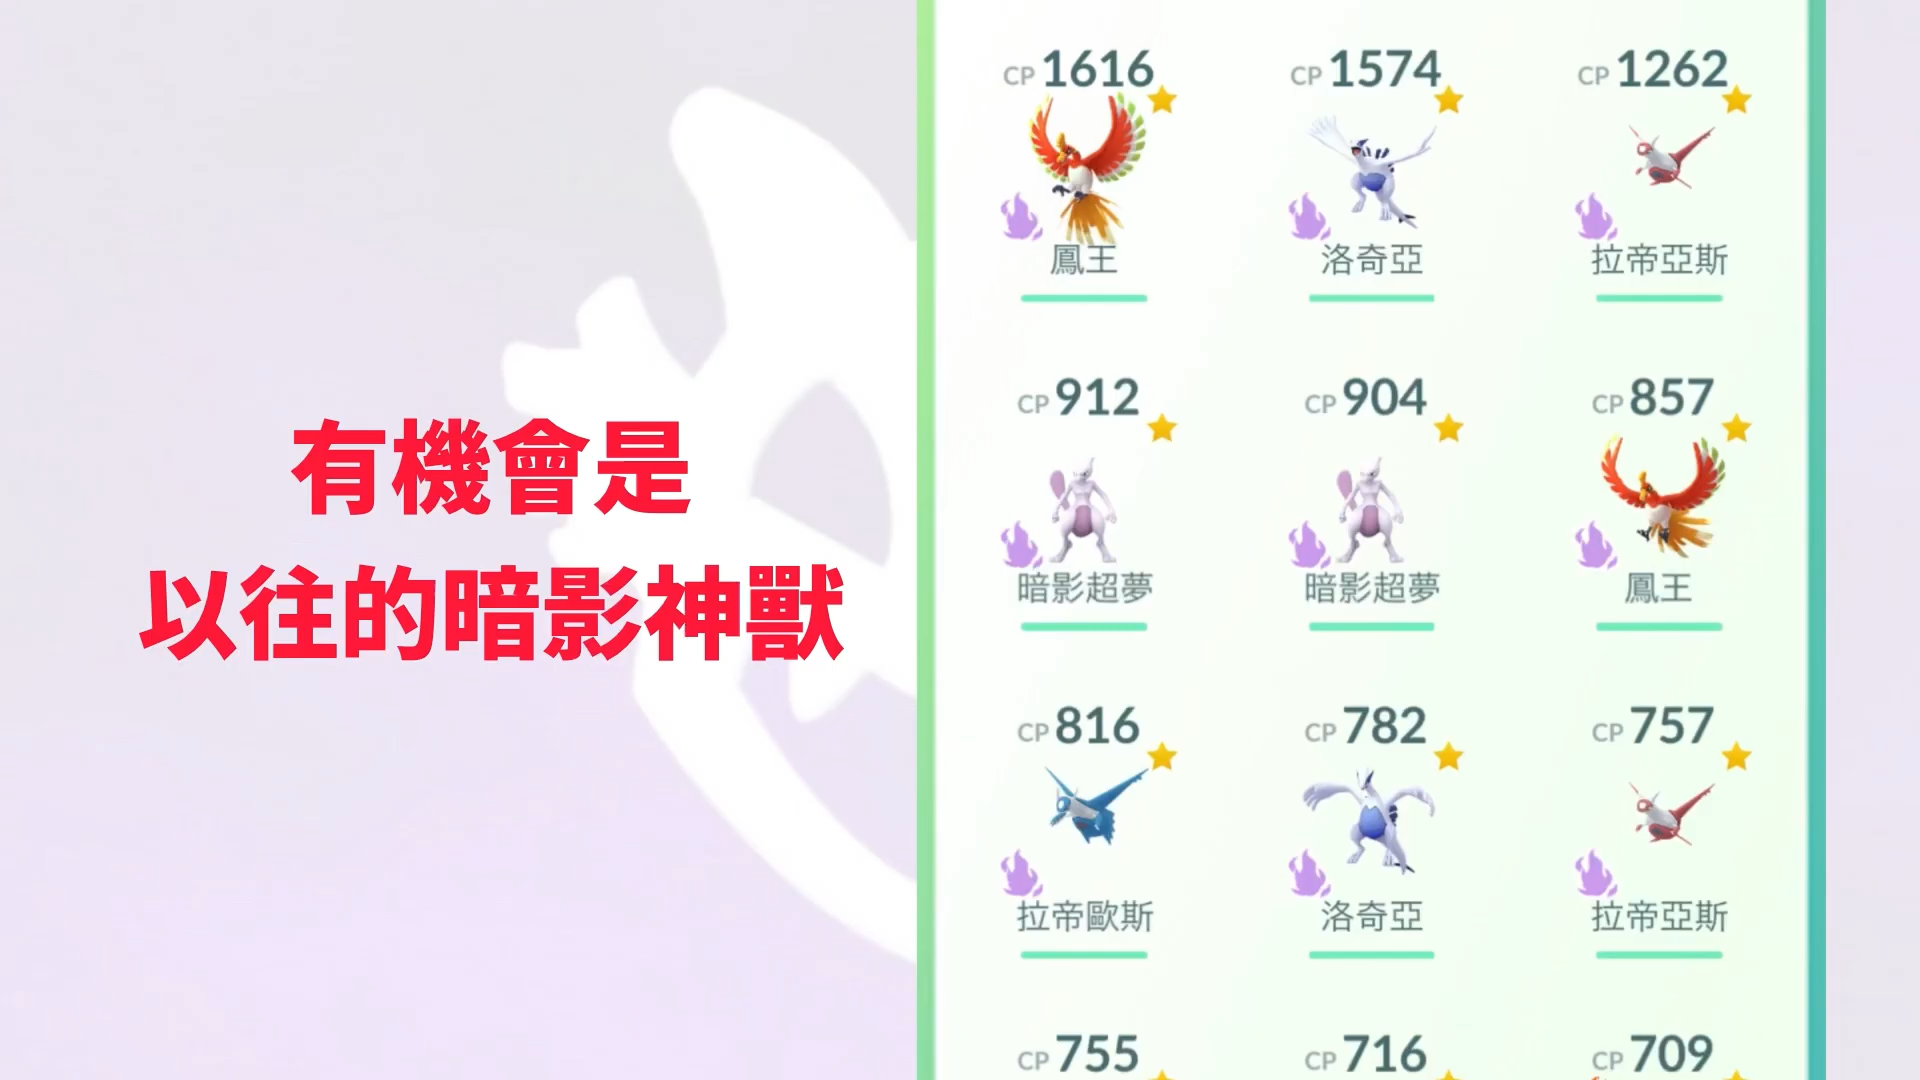 有機會是
以往的暗影神獸
CP 1616
CP 1574
CP 1262
鳳王
洛奇亞
拉帝亞斯
CP 912
CP 904
CP 857
暗影超夢
暗影超夢
鳳王
CP 816
CP 782
CP 757
拉帝歐斯
洛奇亞
拉帝亞斯
CP 755
CP 716
CP 709